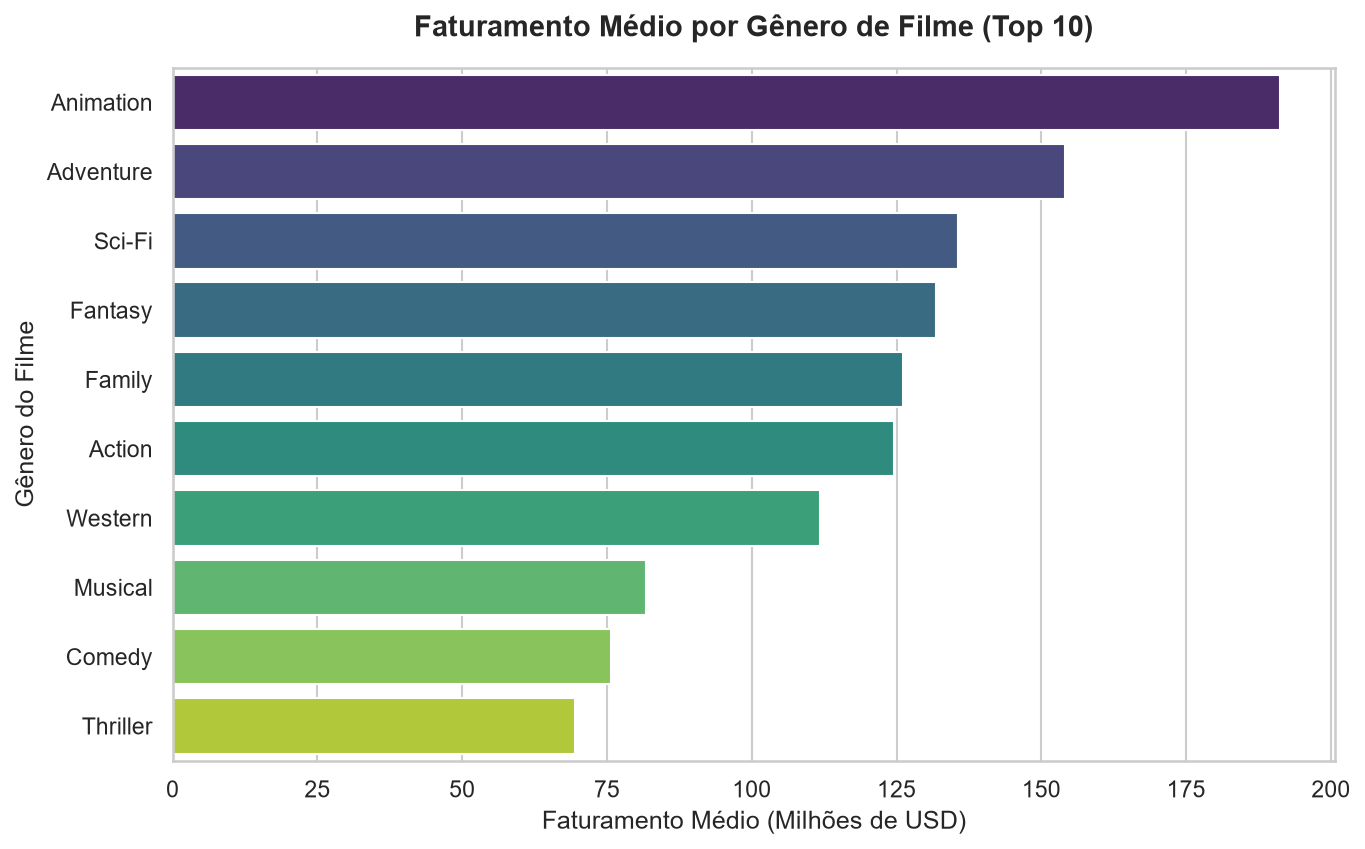 Faturamento Médio por Gênero de Filme (Top 10)
Gênero do Filme
Animation
Adventure
Sci-Fi
Fantasy
Family
Action
Western
Musical
Comedy
Thriller
0 25 50 75 100 125 150 175 200
Faturamento Médio (Milhões de USD)